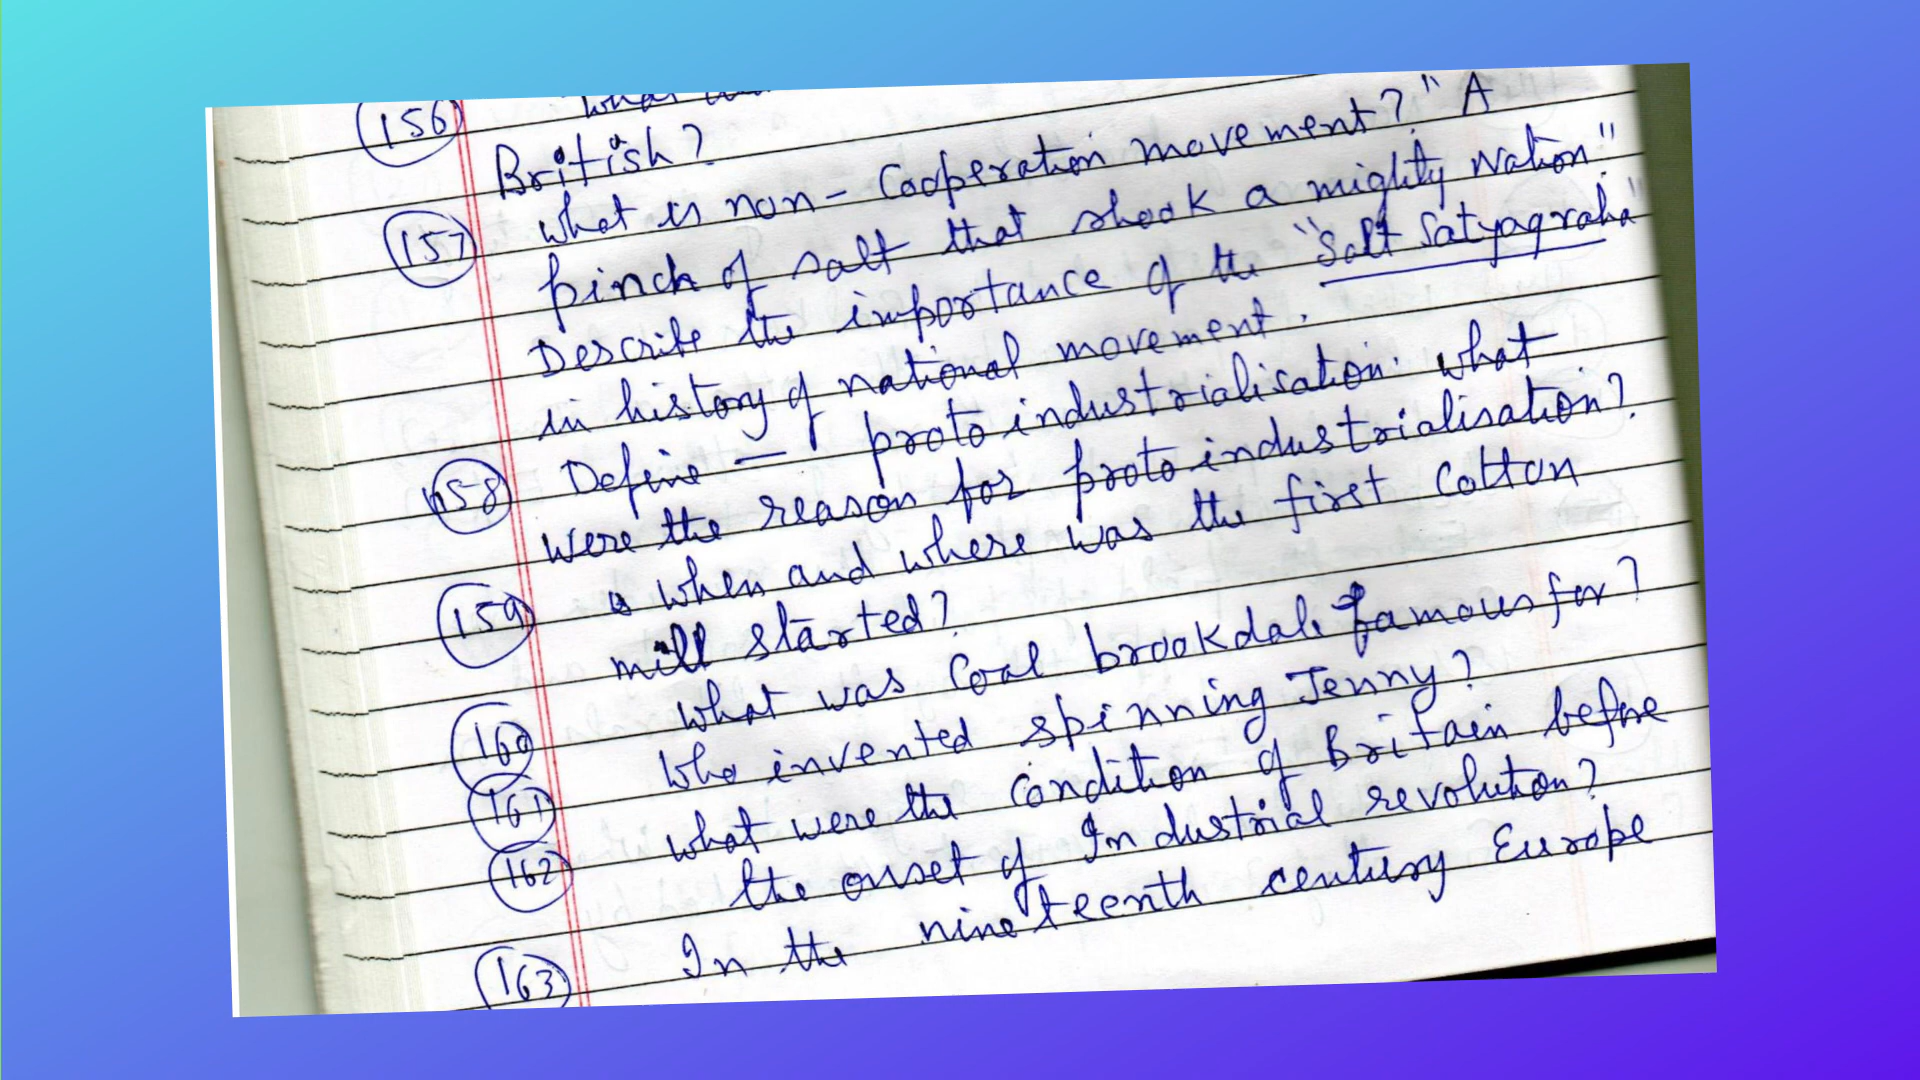 156 What
British?
157 What is non-Cooperation movement? "A
pinch of salt that shook a mighty Nation"
Describe the importance of the "Salt Satyagraha"
in history of national movement.
158 Define — proto industrialisation. What
were the reason for proto industrialisation?
159 when and where was the first Cotton
mill started?
160 What was Coal brookdale famous for?
161 Who invented spinning Jenny?
162 What were the condition of Britain before
the onset of Industrial revolution?
163 In the nineteenth century Europe